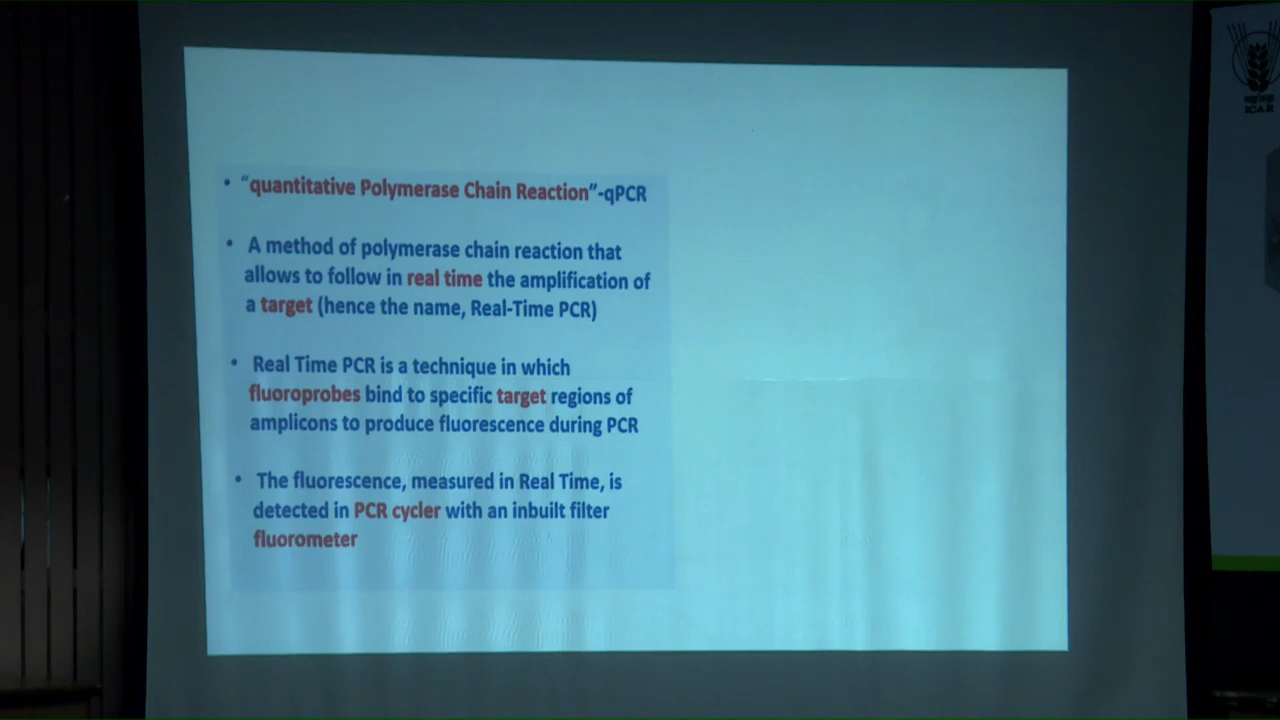 • “quantitative Polymerase Chain Reaction”-qPCR
• A method of polymerase chain reaction that
allows to follow in real time the amplification of
a target (hence the name, Real-Time PCR)
• Real Time PCR is a technique in which
fluoroprobes bind to specific target regions of
amplicons to produce fluorescence during PCR
• The fluorescence, measured in Real Time, is
detected in PCR cycler with an inbuilt filter
fluorometer
ICAR